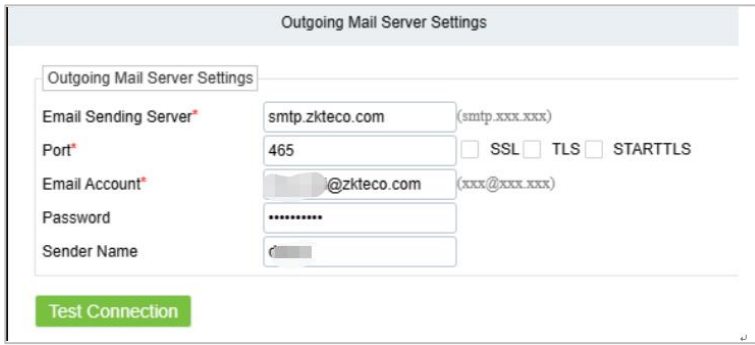 Outgoing Mail Server Settings
Outgoing Mail Server Settings
Email Sending Server* smtp.zkteco.com (smtp.xxx.xxx)
Port* 465 SSL TLS STARTTLS
Email Account* @zkteco.com (xxx@xxx.xxx)
Password ••••••••••
Sender Name
Test Connection